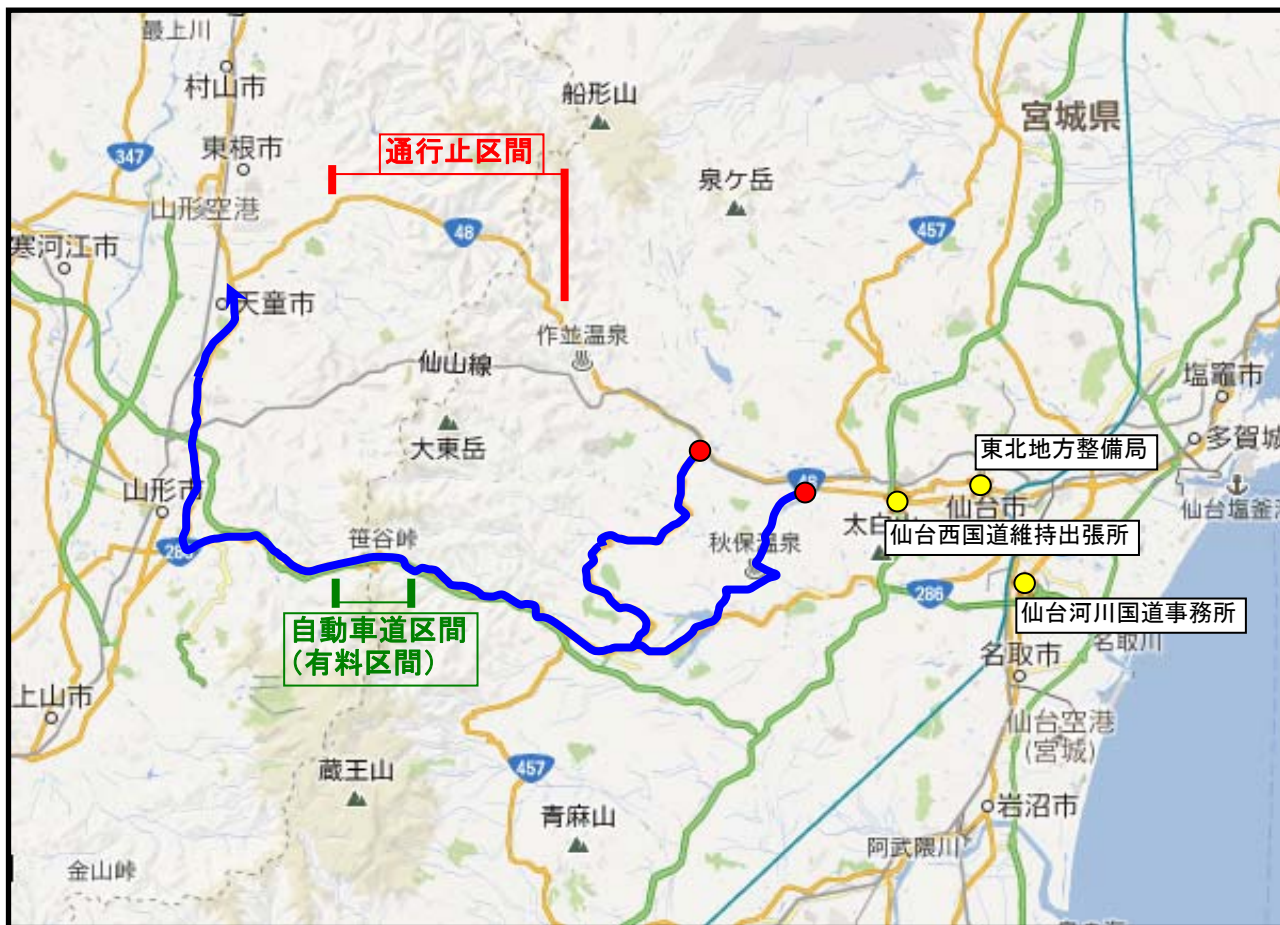 最上川
村山市
船形山
宮城県
347
東根市
通行止区間
泉ケ岳
山形空港
457
48
寒河江市
天童市
作並温泉
仙山線
塩竈市
大東岳
東北地方整備局
多賀城
山形市
仙台市
仙台塩釜
秋保温泉
太白山
仙台西国道維持出張所
笹谷峠
286
286
仙台河川国道事務所
自動車道区間
(有料区間)
名取川
名取市
上山市
仙台空港
(宮城)
蔵王山
457
青麻山
岩沼市
阿武隈川
金山峠